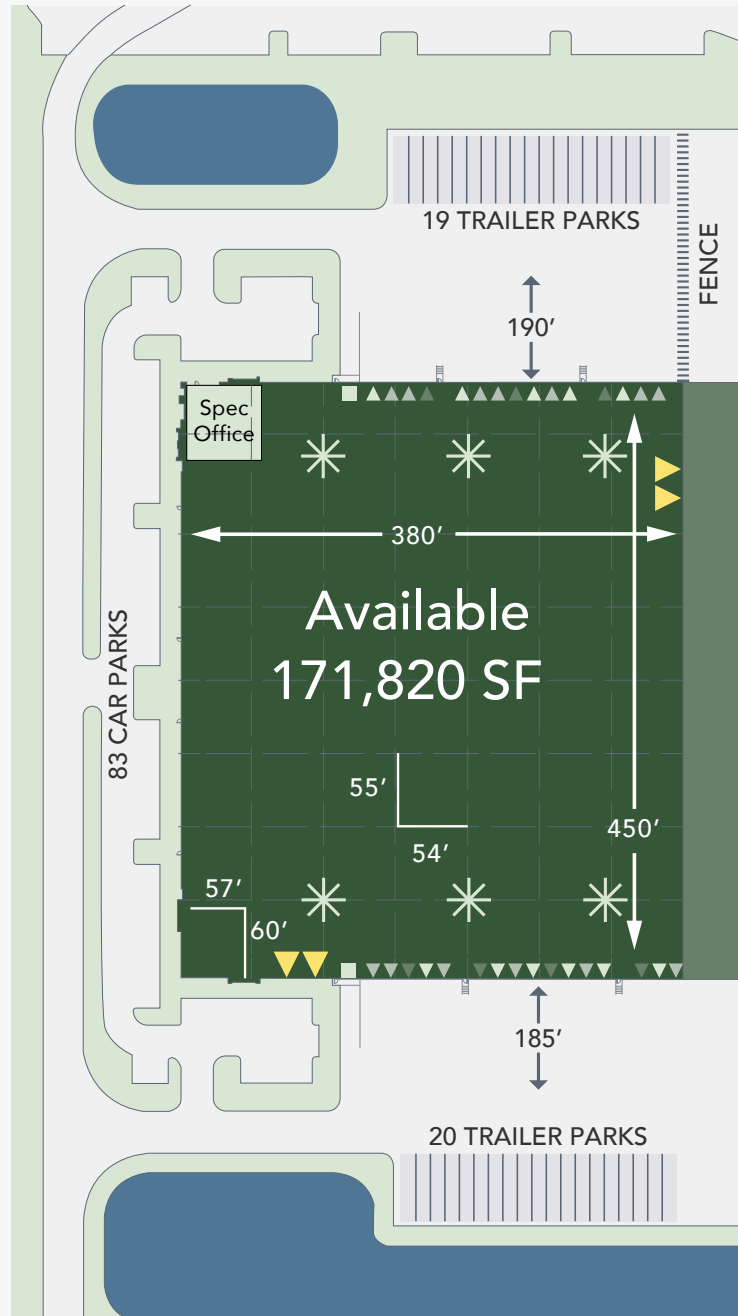 19 TRAILER PARKS
FENCE
190’
Spec
Office
380’
Available
171,820 SF
83 CAR PARKS
55’
54’
450’
57’
60’
185’
20 TRAILER PARKS